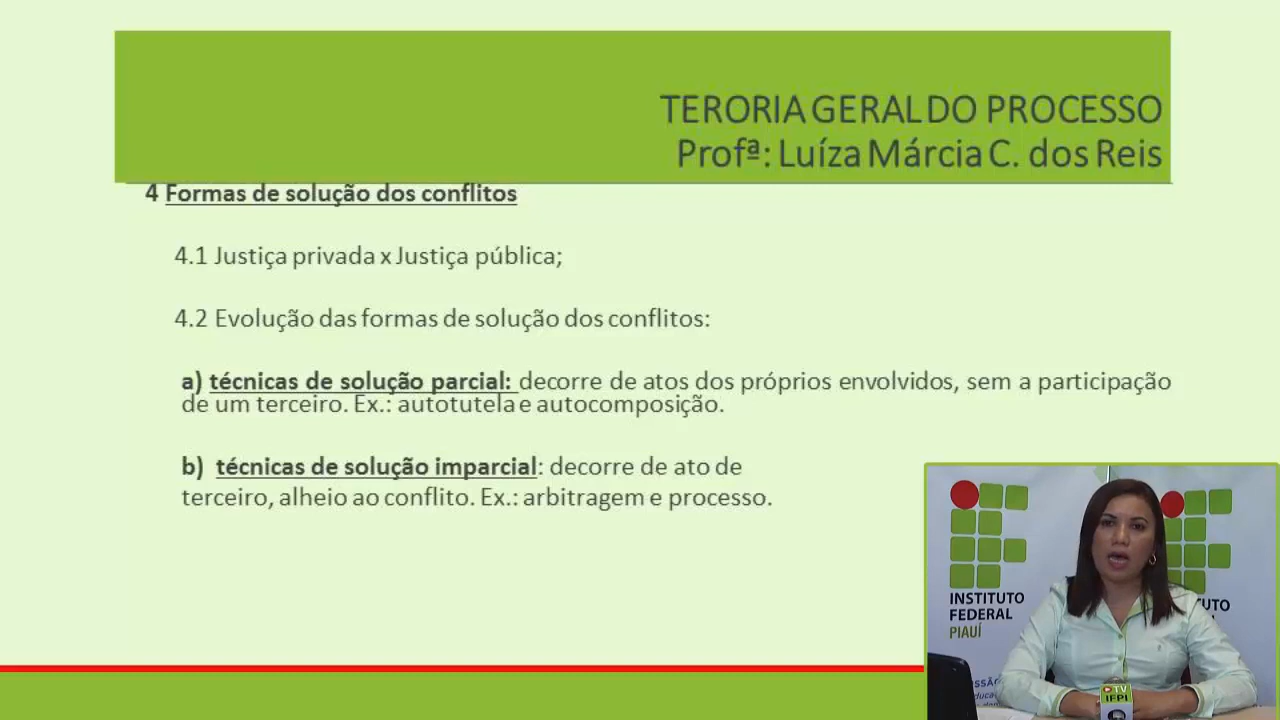 TERORIA GERAL DO PROCESSO
Profª: Luíza Márcia C. dos Reis
4 Formas de solução dos conflitos
4.1 Justiça privada x Justiça pública;
4.2 Evolução das formas de solução dos conflitos:
a) técnicas de solução parcial: decorre de atos dos próprios envolvidos, sem a participação
de um terceiro. Ex.: autotutela e autocomposição.
b) técnicas de solução imparcial: decorre de ato de
terceiro, alheio ao conflito. Ex.: arbitragem e processo.
INSTITUTO
FEDERAL
PIAUÍ
TV
IFPI